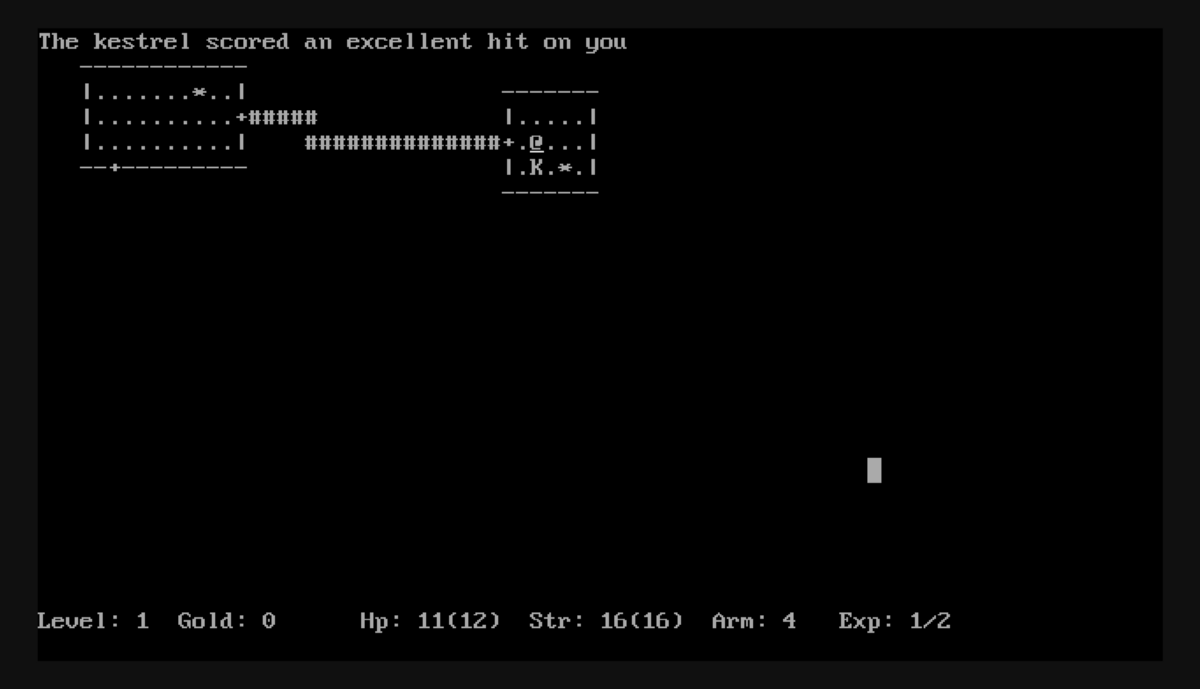 The kestrel scored an excellent hit on you
------------
|.......*..|                  -------
|..........+#####             |.....|
|..........|    ##############+.@...|
--+---------                  |.K.*.|
-------
Level: 1  Gold: 0      Hp: 11(12)  Str: 16(16)  Arm: 4   Exp: 1/2